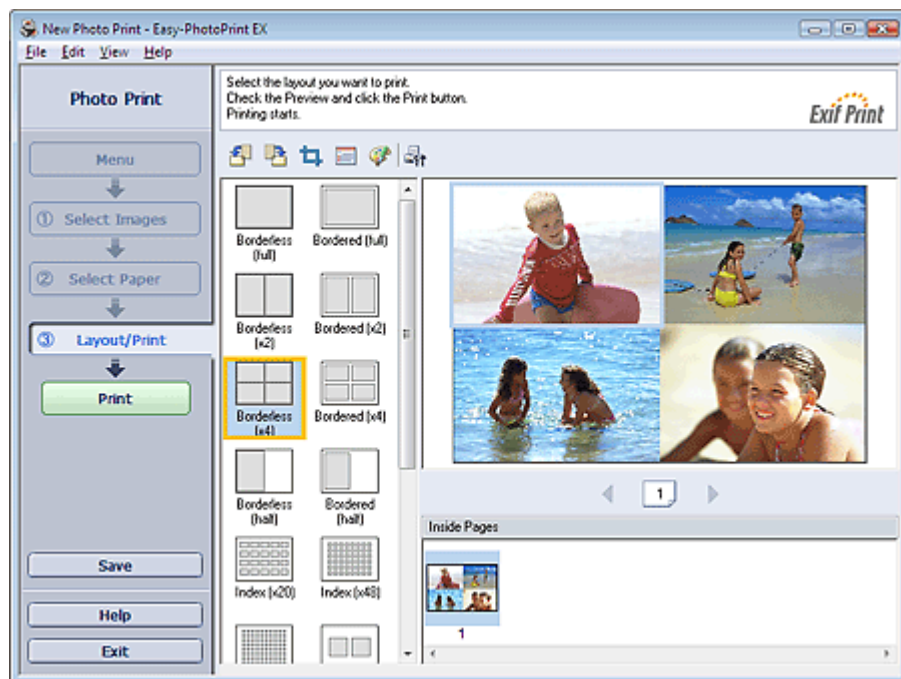 New Photo Print - Easy-PhotoPrint EX
File Edit View Help
Photo Print
Select the layout you want to print.
Check the Preview and click the Print button.
Printing starts.
Exif Print
Menu
① Select Images
② Select Paper
③ Layout/Print
Print
Save
Help
Exit
Borderless
(full)
Bordered (full)
Borderless
(x2)
Bordered (x2)
Borderless
(x4)
Bordered (x4)
Borderless
(half)
Bordered
(half)
Index (x20)
Index (x48)
1
Inside Pages
1